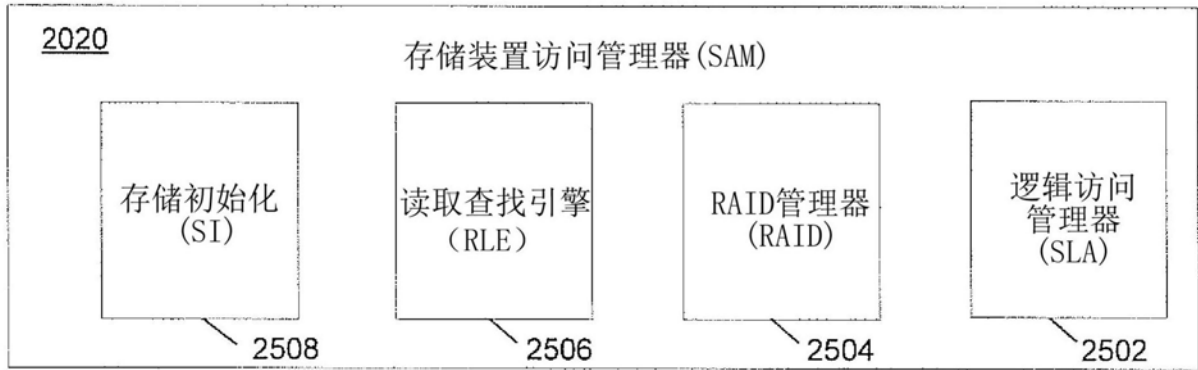 2020
存储装置访问管理器(SAM)
存储初始化
(SI)
读取查找引擎
（RLE）
RAID管理器
(RAID)
逻辑访问
管理器
(SLA)
2508
2506
2504
2502